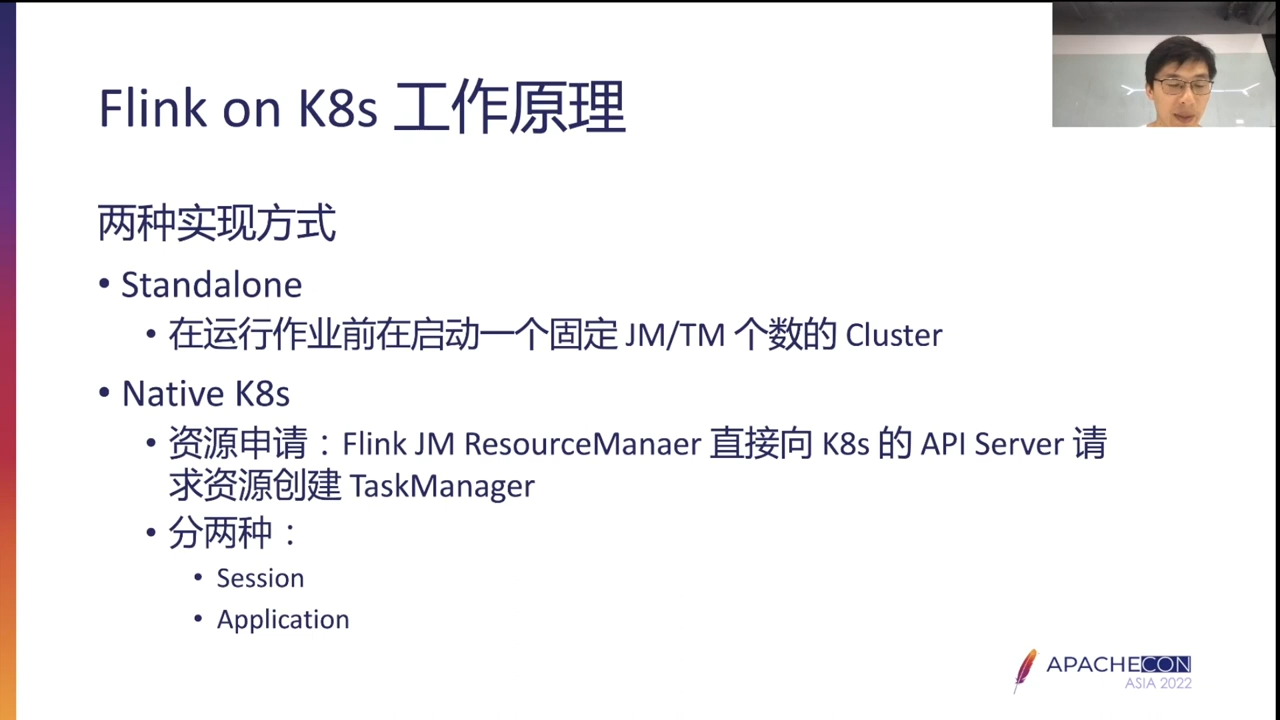 Flink on K8s 工作原理
两种实现方式
• Standalone
• 在运行作业前在启动一个固定 JM/TM 个数的 Cluster
• Native K8s
• 资源申请：Flink JM ResourceManaer 直接向 K8s 的 API Server 请
求资源创建 TaskManager
• 分两种：
• Session
• Application
APACHECON
ASIA 2022